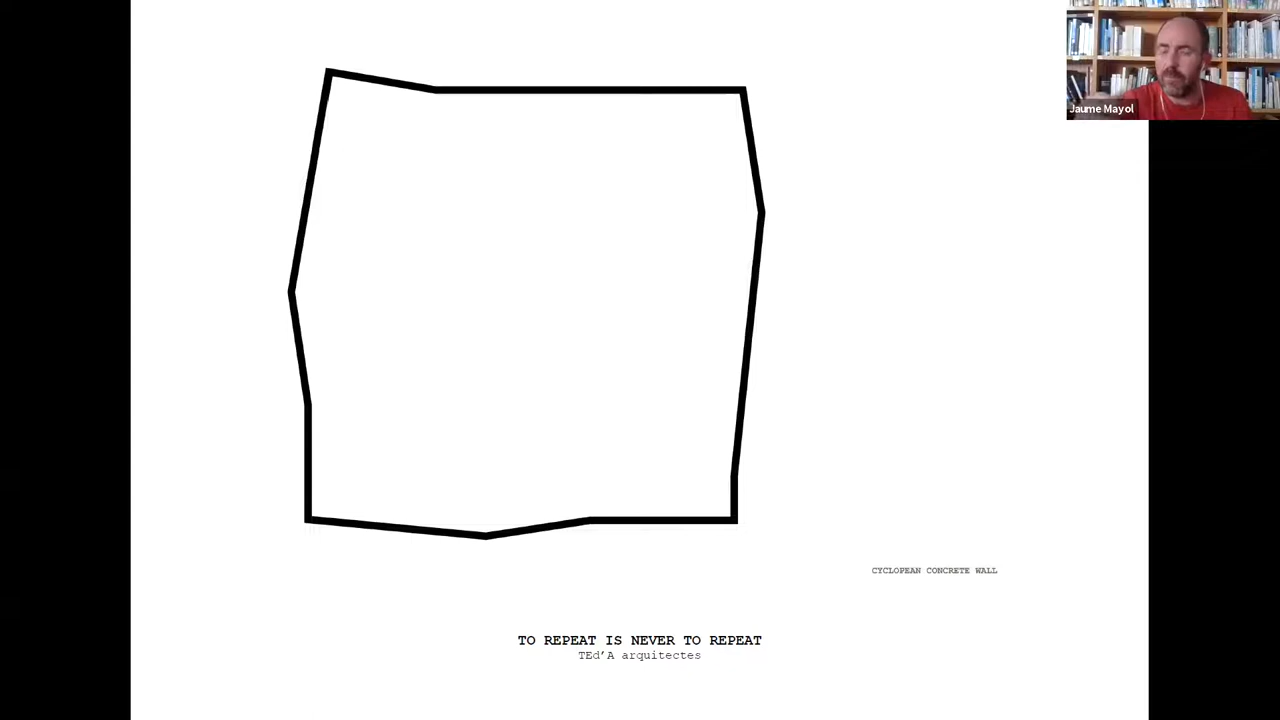 Jaume Mayol
CYCLOPEAN CONCRETE WALL
TO REPEAT IS NEVER TO REPEAT
TEd’A arquitectes